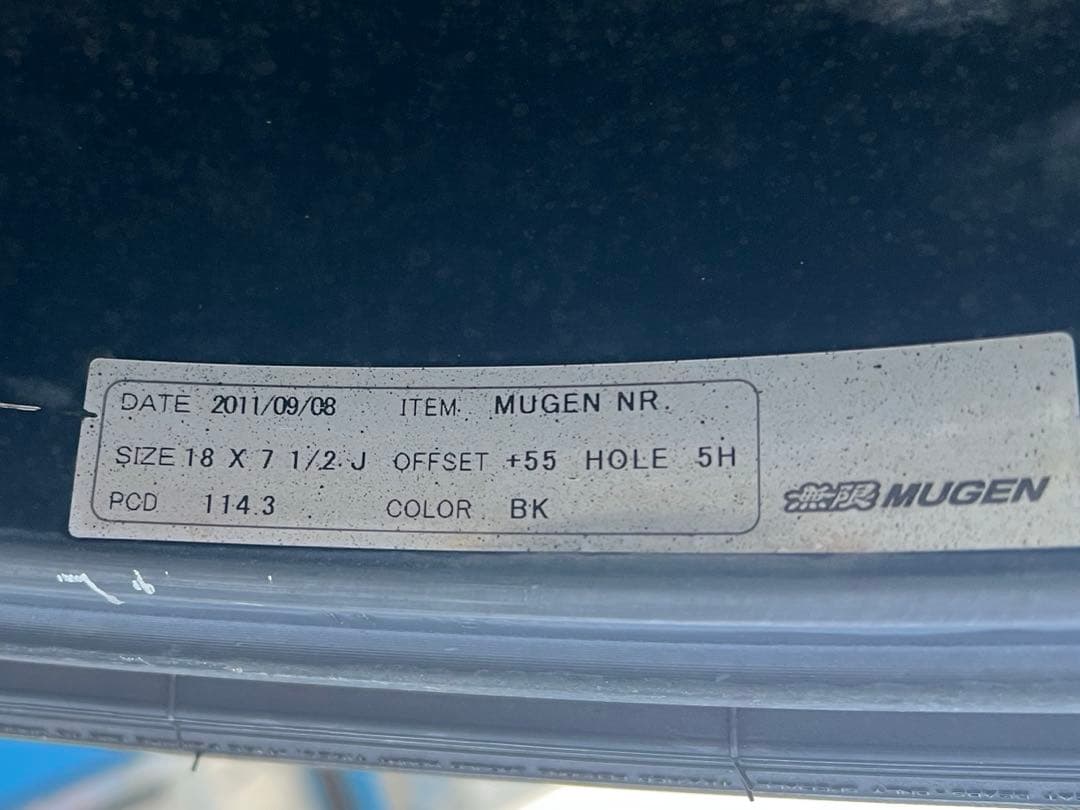 DATE 2011/09/08 ITEM MUGEN NR.
SIZE 18 X 7 1/2.J OFFSET +55 HOLE 5H
PCD 114.3 COLOR BK
無限 MUGEN